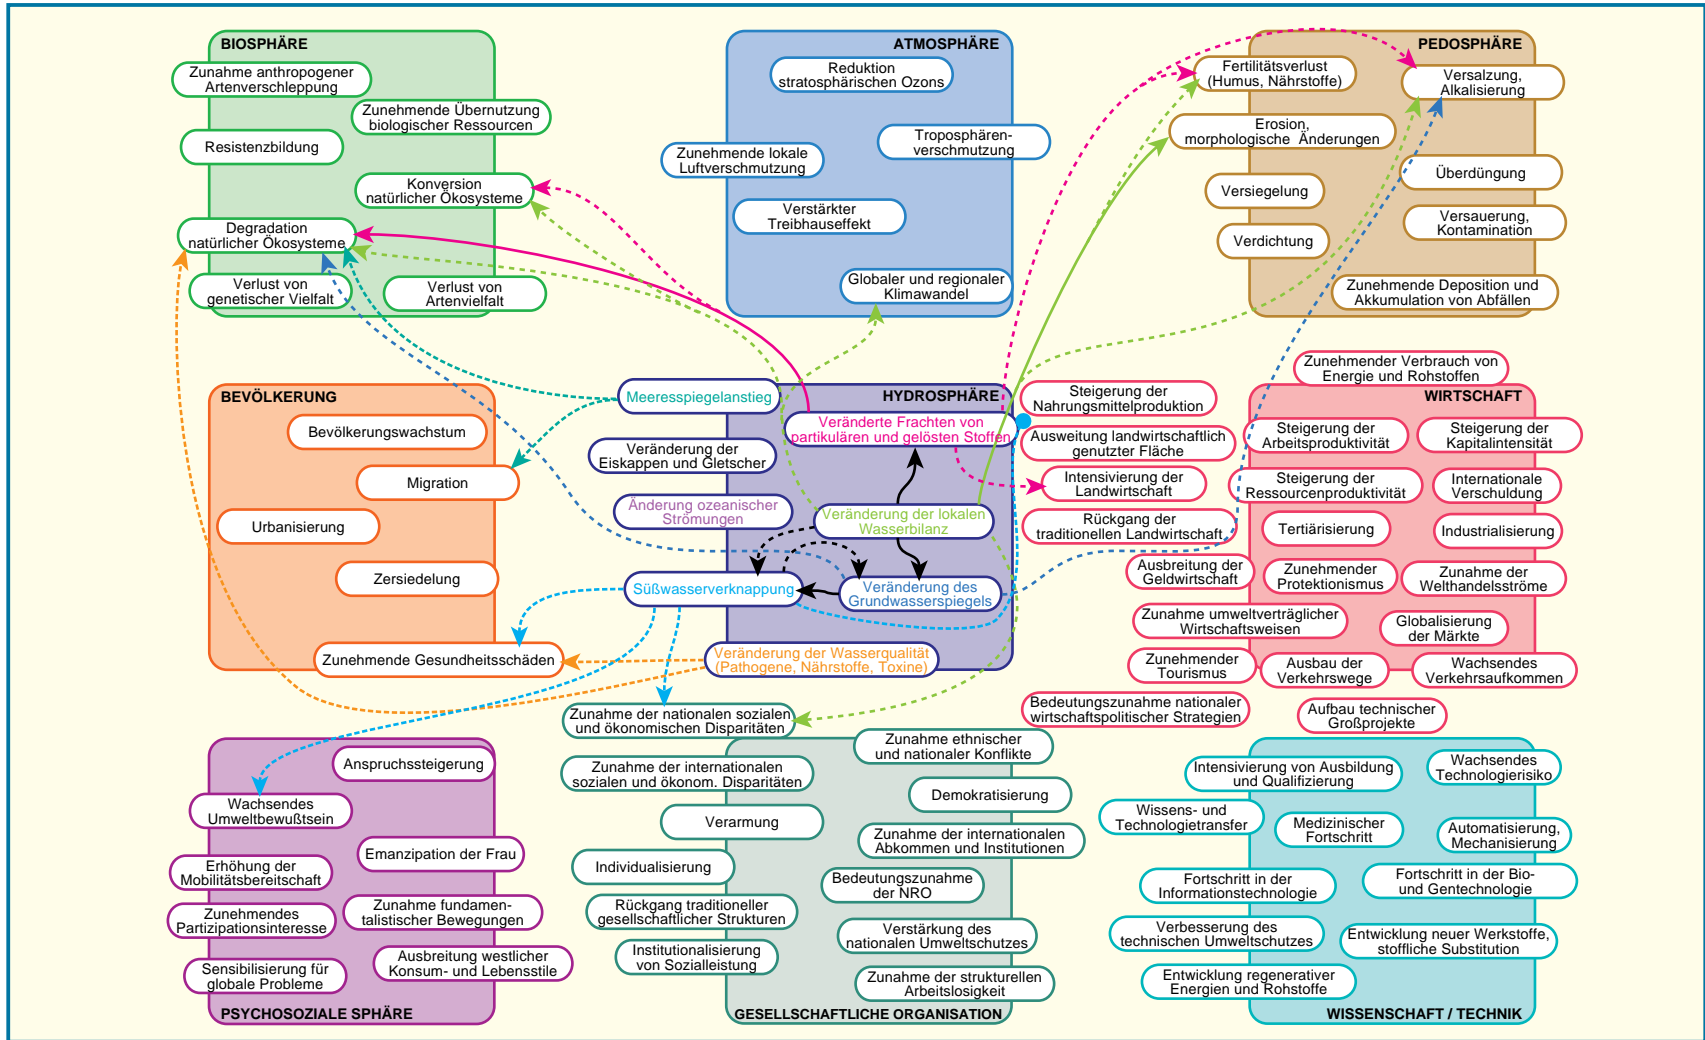 BIOSPHÄRE
Zunahme anthropogener
Artenverschleppung
Zunehmende Übernutzung
biologischer Ressourcen
Resistenzbildung
Konversion
natürlicher Ökosysteme
Degradation
natürlicher Ökosysteme
Verlust von
genetischer Vielfalt
Verlust von
Artenvielfalt
ATMOSPHÄRE
Reduktion
stratosphärischen Ozons
Troposphären-
verschmutzung
Zunehmende lokale
Luftverschmutzung
Verstärkter
Treibhauseffekt
Globaler und regionaler
Klimawandel
PEDOSPHÄRE
Fertilitätsverlust
(Humus, Nährstoffe)
Versalzung,
Alkalisierung
Erosion,
morphologische Änderungen
Überdüngung
Versiegelung
Versauerung,
Kontamination
Verdichtung
Zunehmende Deposition und
Akkumulation von Abfällen
BEVÖLKERUNG
Bevölkerungswachstum
Migration
Urbanisierung
Zersiedelung
Zunehmende Gesundheitsschäden
HYDROSPHÄRE
Meeresspiegelanstieg
Veränderte Frachten von
partikulären und gelösten Stoffen
Veränderung der
Eiskappen und Gletscher
Änderung ozeanischer
Strömungen
Veränderung der lokalen
Wasserbilanz
Süßwasserverknappung
Veränderung des
Grundwasserspiegels
Veränderung der Wasserqualität
(Pathogene, Nährstoffe, Toxine)
WIRTSCHAFT
Zunehmender Verbrauch von
Energie und Rohstoffen
Steigerung der
Nahrungsmittelproduktion
Ausweitung landwirtschaftlich
genutzter Fläche
Steigerung der
Arbeitsproduktivität
Steigerung der
Kapitalintensität
Intensivierung der
Landwirtschaft
Steigerung der
Ressourcenproduktivität
Internationale
Verschuldung
Rückgang der
traditionellen Landwirtschaft
Tertiärisierung
Industrialisierung
Ausbreitung der
Geldwirtschaft
Zunehmender
Protektionismus
Zunahme der
Welthandelsströme
Zunahme umweltverträglicher
Wirtschaftsweisen
Globalisierung
der Märkte
Zunehmender
Tourismus
Ausbau der
Verkehrswege
Wachsendes
Verkehrsaufkommen
Bedeutungszunahme nationaler
wirtschaftspolitischer Strategien
Aufbau technischer
Großprojekte
PSYCHOSOZIALE SPHÄRE
Anspruchssteigerung
Wachsendes
Umweltbewußtsein
Emanzipation der Frau
Erhöhung der
Mobilitätsbereitschaft
Zunahme fundamen-
talistischer Bewegungen
Zunehmendes
Partizipationsinteresse
Ausbreitung westlicher
Konsum- und Lebensstile
Sensibilisierung für
globale Probleme
GESELLSCHAFTLICHE ORGANISATION
Zunahme der nationalen sozialen
und ökonomischen Disparitäten
Zunahme ethnischer
und nationaler Konflikte
Zunahme der internationalen
sozialen und ökonom. Disparitäten
Demokratisierung
Verarmung
Zunahme der internationalen
Abkommen und Institutionen
Individualisierung
Bedeutungszunahme
der NRO
Rückgang traditioneller
gesellschaftlicher Strukturen
Verstärkung des
nationalen Umweltschutzes
Institutionalisierung
von Sozialleistung
Zunahme der strukturellen
Arbeitslosigkeit
WISSENSCHAFT / TECHNIK
Intensivierung von Ausbildung
und Qualifizierung
Wachsendes
Technologierisiko
Wissens- und
Technologietransfer
Medizinischer
Fortschritt
Automatisierung,
Mechanisierung
Fortschritt in der
Informationstechnologie
Fortschritt in der Bio-
und Gentechnologie
Verbesserung des
technischen Umweltschutzes
Entwicklung neuer Werkstoffe,
stoffliche Substitution
Entwicklung regenerativer
Energien und Rohstoffe